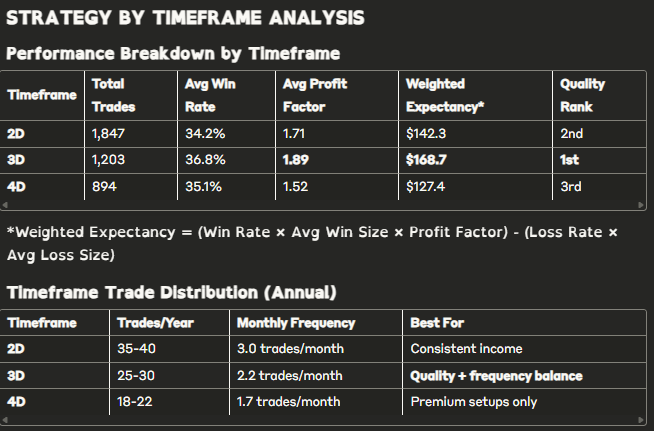 STRATEGY BY TIMEFRAME ANALYSIS
Performance Breakdown by Timeframe
Timeframe Total Trades Avg Win Rate Avg Profit Factor Weighted Expectancy* Quality Rank
2D 1,847 34.2% 1.71 $142.3 2nd
3D 1,203 36.8% 1.89 $168.7 1st
4D 894 35.1% 1.52 $127.4 3rd
*Weighted Expectancy = (Win Rate × Avg Win Size × Profit Factor) - (Loss Rate ×
Avg Loss Size)
Timeframe Trade Distribution (Annual)
Timeframe Trades/Year Monthly Frequency Best For
2D 35-40 3.0 trades/month Consistent income
3D 25-30 2.2 trades/month Quality + frequency balance
4D 18-22 1.7 trades/month Premium setups only